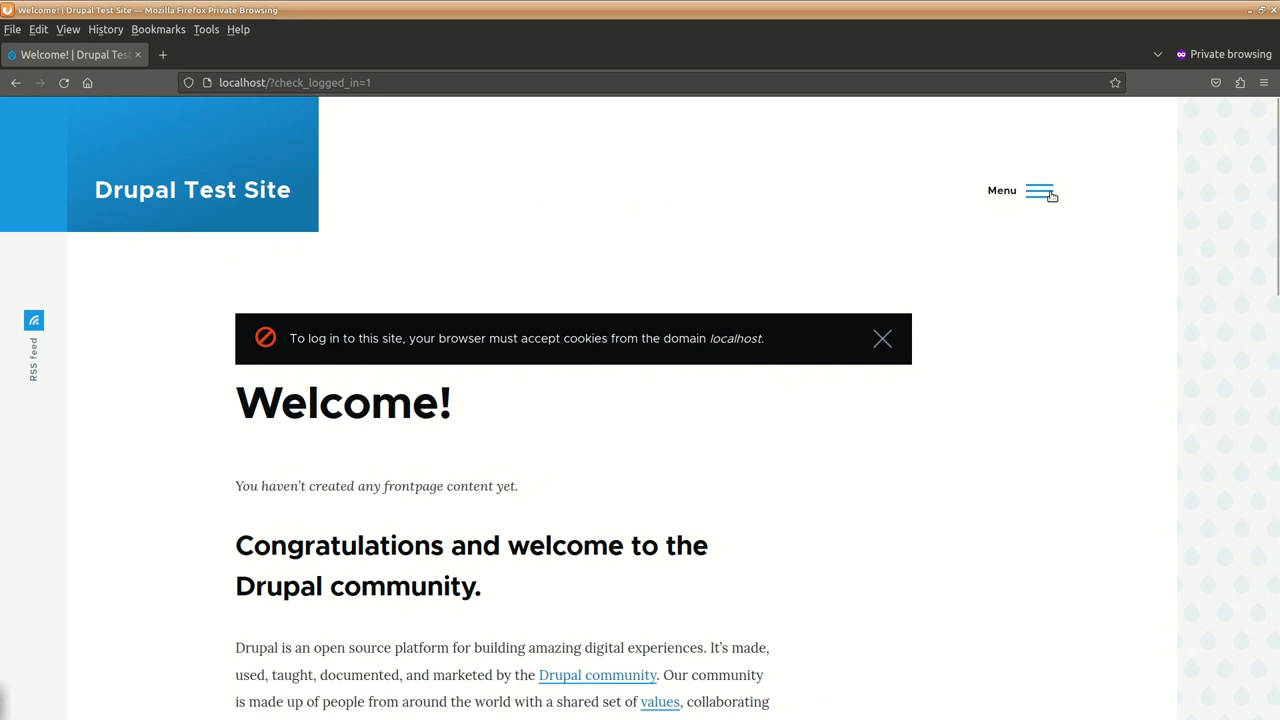 Welcome! | Drupal Test Site — Mozilla Firefox Private Browsing
File Edit View History Bookmarks Tools Help
Welcome! | Drupal Tes
Private browsing
localhost/?check_logged_in=1
Drupal Test Site
Menu
RSS feed
To log in to this site, your browser must accept cookies from the domain localhost.
Welcome!
You haven’t created any frontpage content yet.
Congratulations and welcome to the
Drupal community.
Drupal is an open source platform for building amazing digital experiences. It’s made,
used, taught, documented, and marketed by the Drupal community. Our community
is made up of people from around the world with a shared set of values, collaborating